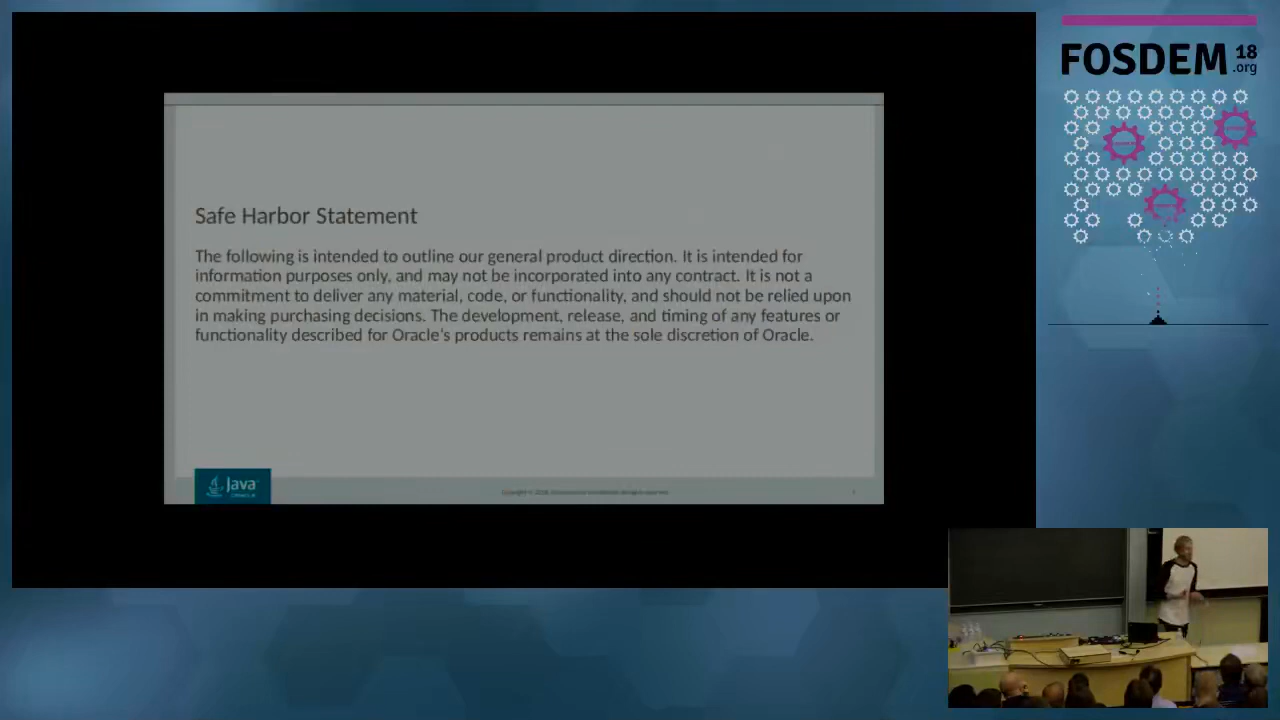 FOSDEM 18
.org
Safe Harbor Statement
The following is intended to outline our general product direction. It is intended for
information purposes only, and may not be incorporated into any contract. It is not a
commitment to deliver any material, code, or functionality, and should not be relied upon
in making purchasing decisions. The development, release, and timing of any features or
functionality described for Oracle's products remains at the sole discretion of Oracle.
Java